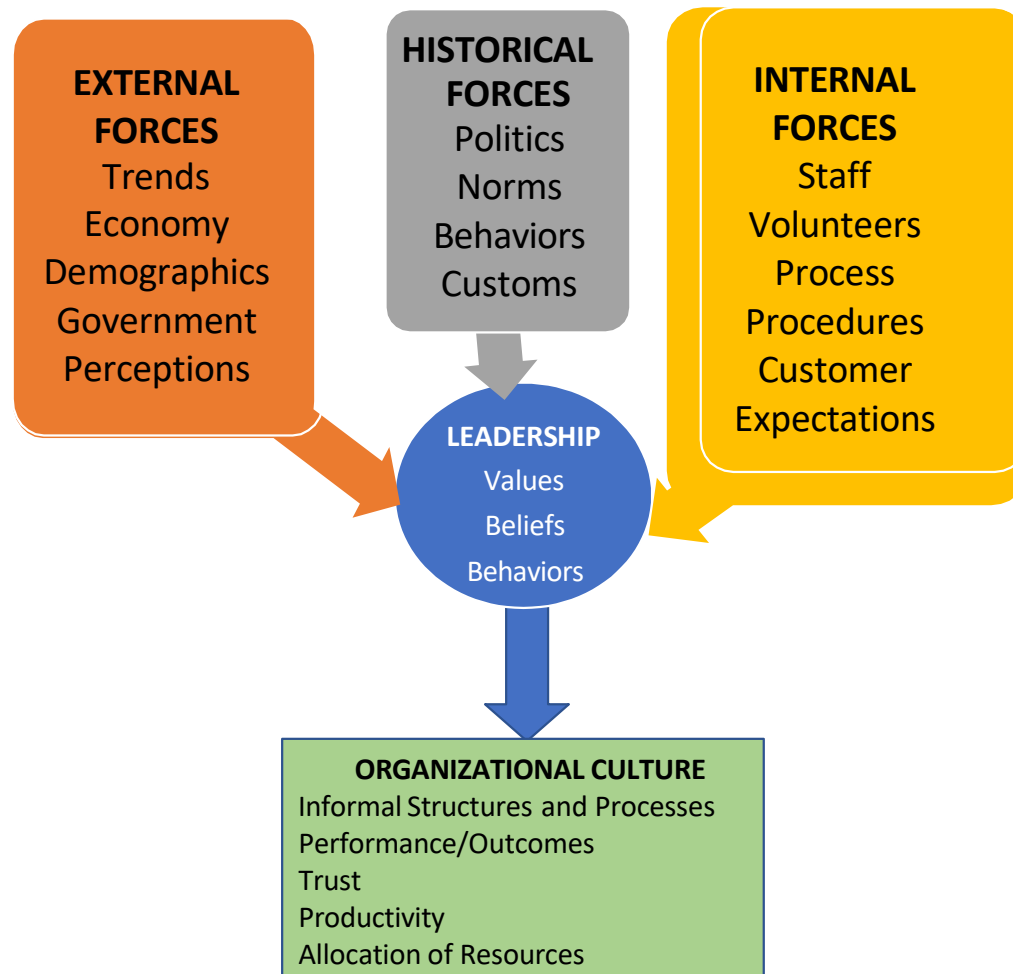 EXTERNAL
FORCES
Trends
Economy
Demographics
Government
Perceptions
HISTORICAL
FORCES
Politics
Norms
Behaviors
Customs
INTERNAL
FORCES
Staff
Volunteers
Process
Procedures
Customer
Expectations
LEADERSHIP
Values
Beliefs
Behaviors
ORGANIZATIONAL CULTURE
Informal Structures and Processes
Performance/Outcomes
Trust
Productivity
Allocation of Resources